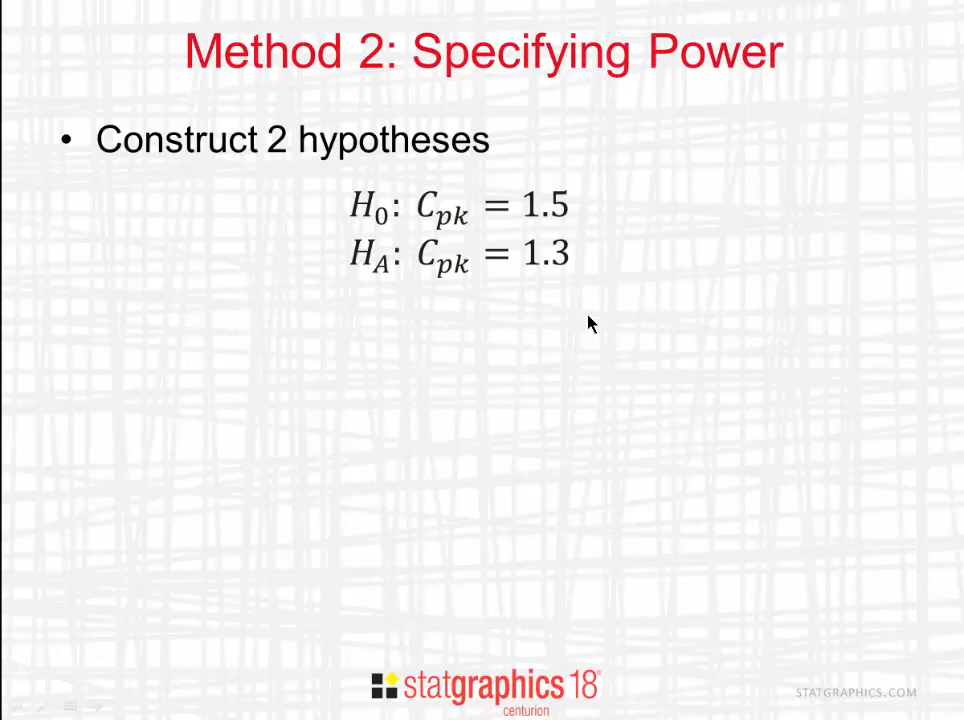 Method 2: Specifying Power
• Construct 2 hypotheses
H₀: Cₚₖ = 1.5
H_A: Cₚₖ = 1.3
statgraphics 18®
centurion
STATGRAPHICS.COM